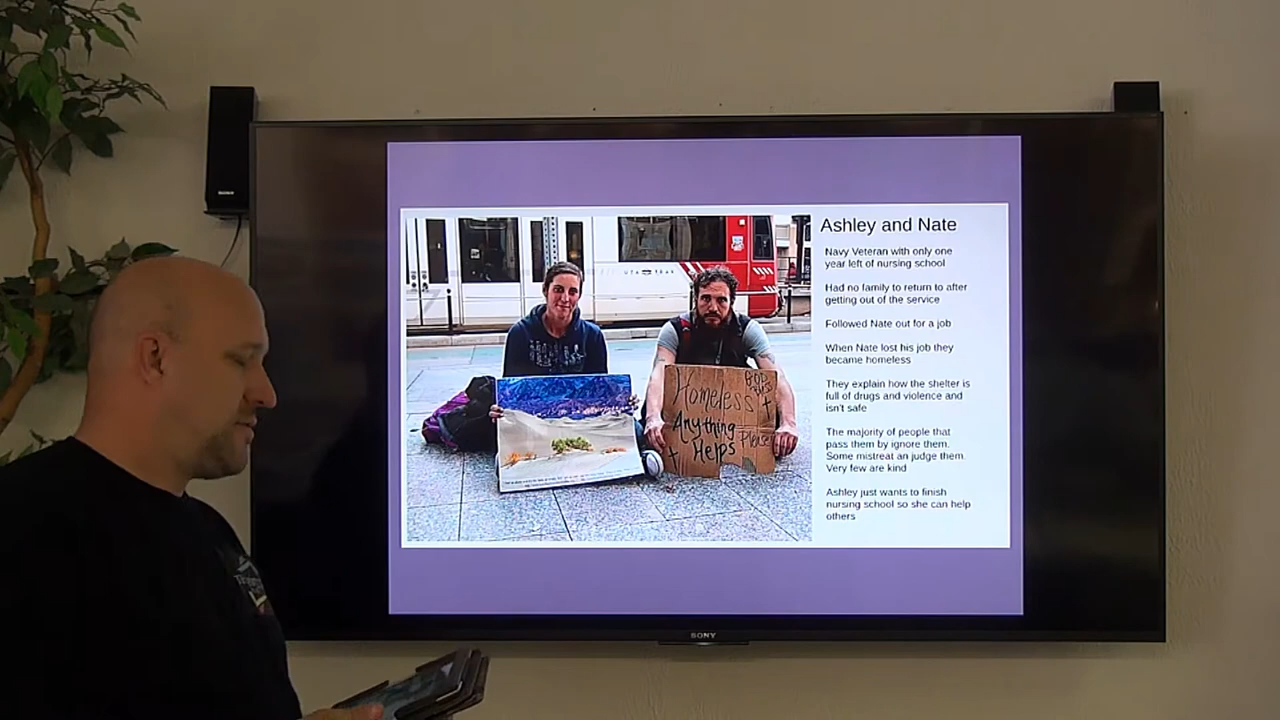 Ashley and Nate
Navy Veteran with only one
year left of nursing school
Had no family to return to after
getting out of the service
Followed Nate out for a job
When Nate lost his job they
became homeless
They explain how the shelter is
full of drugs and violence and
isn't safe
The majority of people that
pass them by ignore them.
Some mistreat an judge them.
Very few are kind
Ashley just wants to finish
nursing school so she can help
others
Homeless
Anything
Helps
Please
SONY